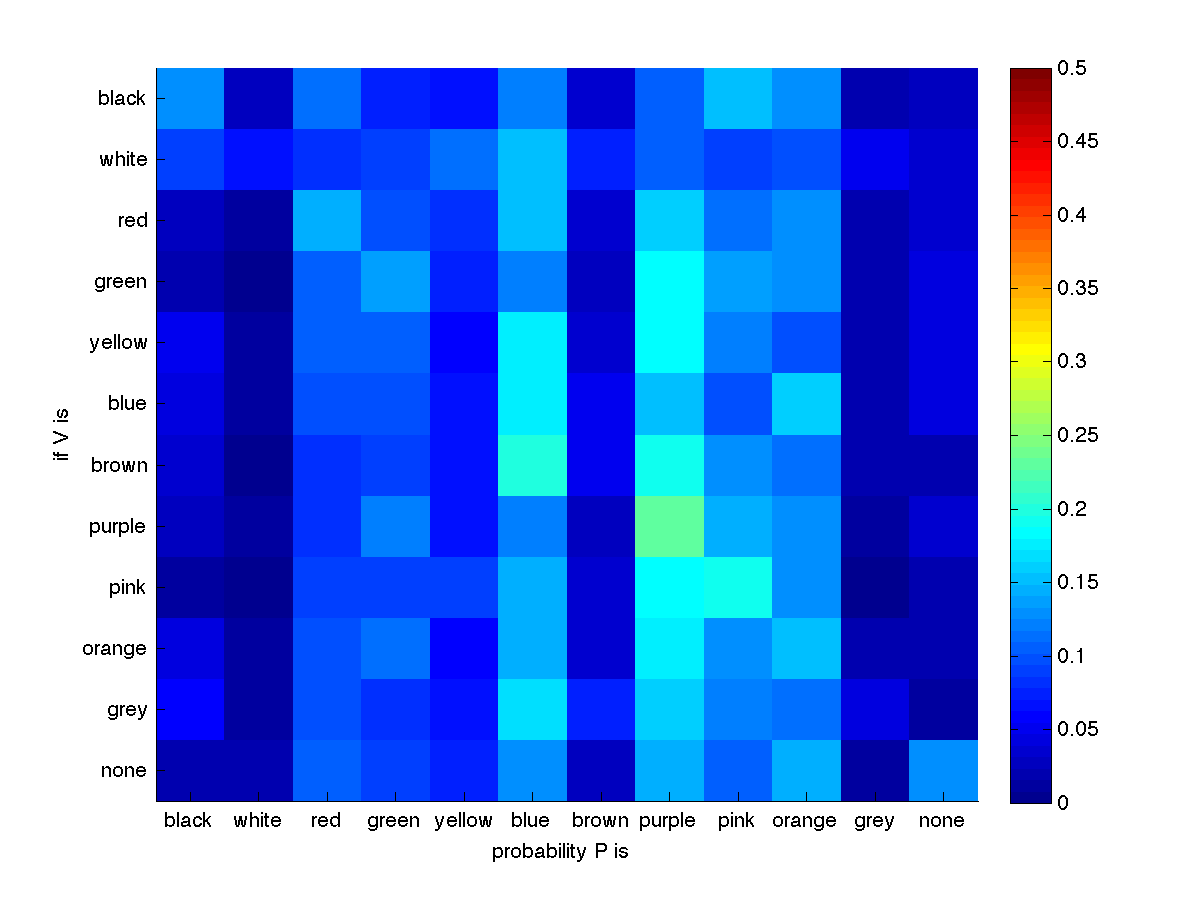 black
white
red
green
yellow
blue
brown
purple
pink
orange
grey
none
if V is
black white red green yellow blue brown purple pink orange grey none
probability P is
0.5
0.45
0.4
0.35
0.3
0.25
0.2
0.15
0.1
0.05
0